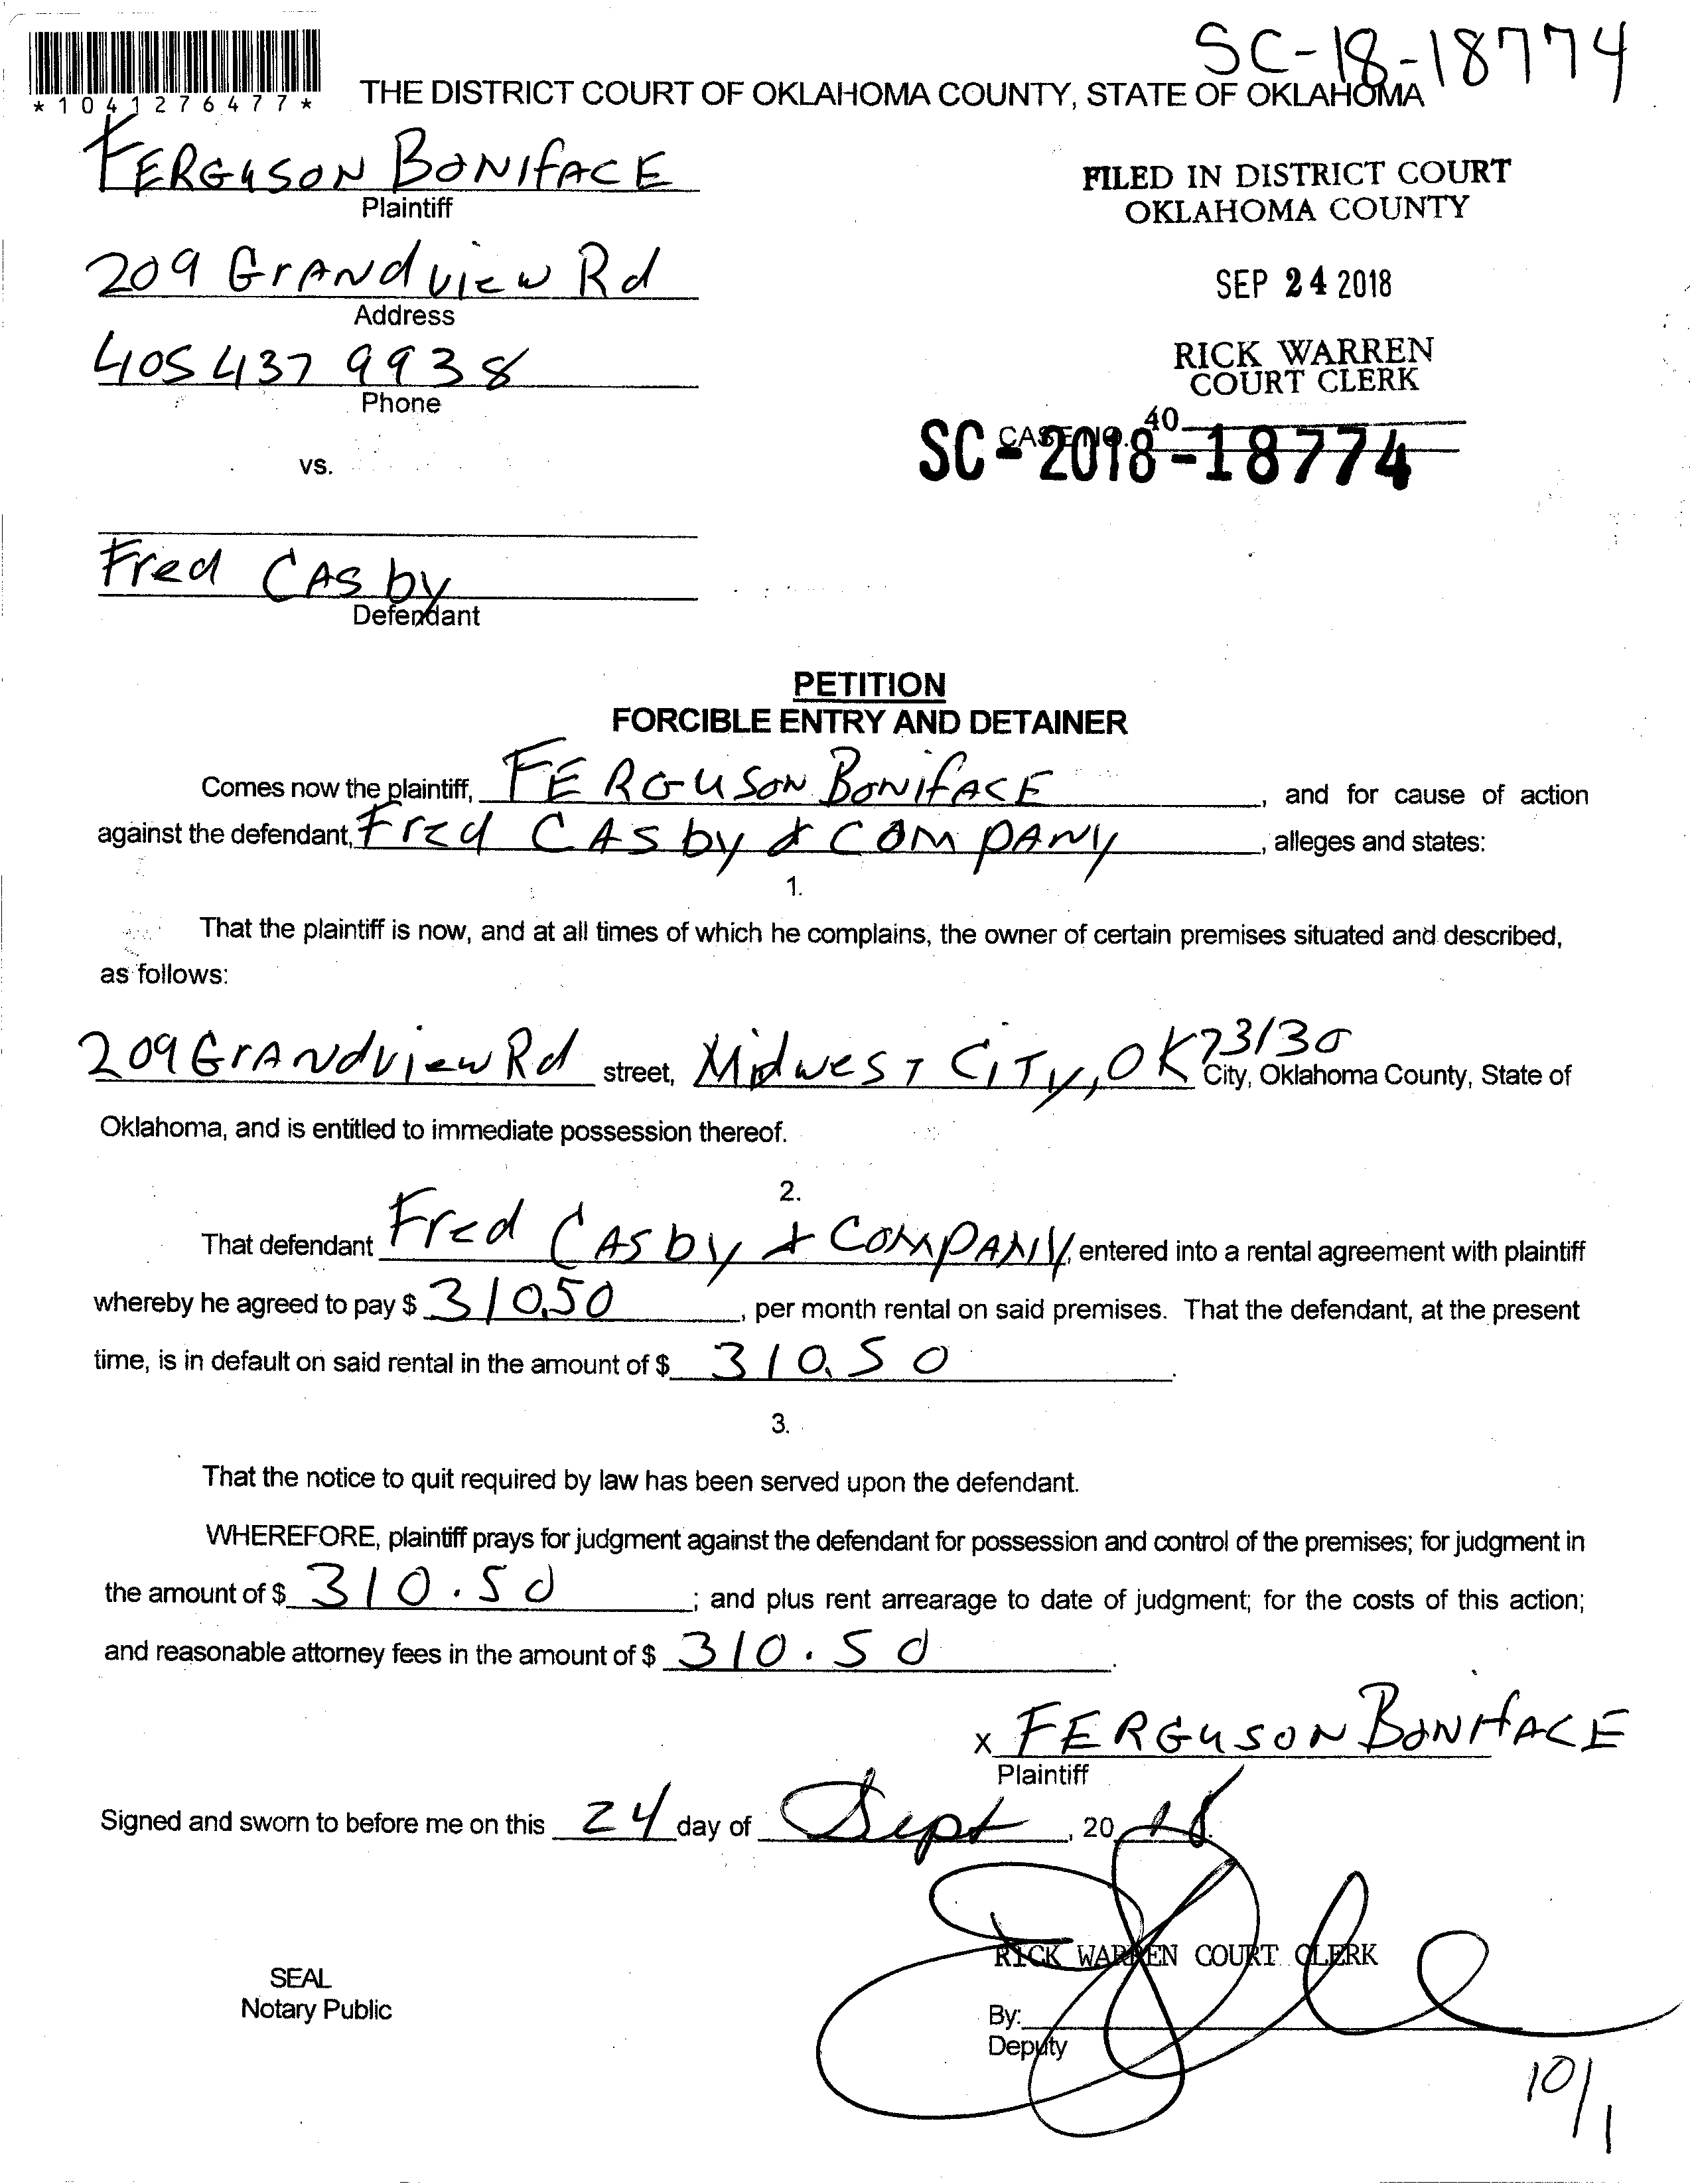 SC-18-18774
*1041276477*
THE DISTRICT COURT OF OKLAHOMA COUNTY, STATE OF OKLAHOMA
FERGUSON BONIFACE
Plaintiff
FILED IN DISTRICT COURT
OKLAHOMA COUNTY
209 GrANdview Rd
Address
SEP 24 2018
405 437 9938
Phone
RICK WARREN
COURT CLERK
40
CASE NO.
SC-2018-18774
vs.
Fred CASby
Defendant
PETITION
FORCIBLE ENTRY AND DETAINER
Comes now the plaintiff, FERGUSON BONIFACE, and for cause of action
against the defendant, Fred CASby & COMPANY, alleges and states:
1.
That the plaintiff is now, and at all times of which he complains, the owner of certain premises situated and described,
as follows:
209 GrANdview Rd street, Midwest City, OK 73130 City, Oklahoma County, State of
Oklahoma, and is entitled to immediate possession thereof.
2.
That defendant Fred CASby & COMPANY, entered into a rental agreement with plaintiff
whereby he agreed to pay $ 310.50, per month rental on said premises. That the defendant, at the present
time, is in default on said rental in the amount of $ 310.50.
3.
That the notice to quit required by law has been served upon the defendant.
WHEREFORE, plaintiff prays for judgment against the defendant for possession and control of the premises; for judgment in
the amount of $ 310.50; and plus rent arrearage to date of judgment; for the costs of this action;
and reasonable attorney fees in the amount of $ 310.50.
x FERGUSON BONIFACE
Plaintiff
Signed and sworn to before me on this 24 day of Sept, 2018.
RICK WARREN COURT CLERK
SEAL
Notary Public
By:
Deputy
10/1